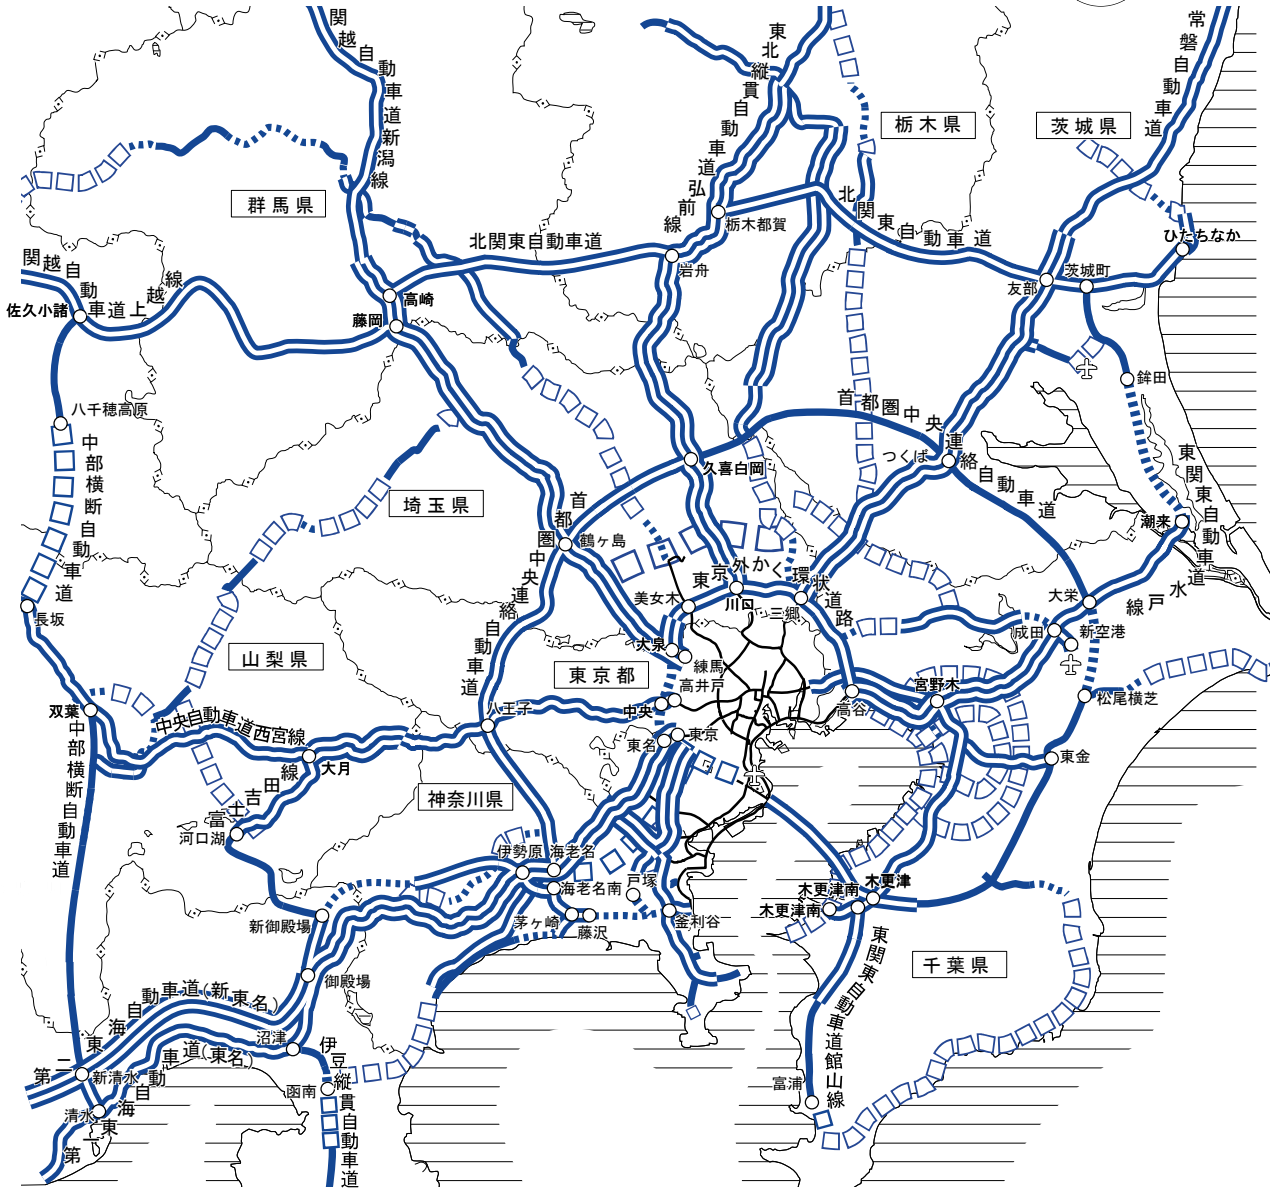 関越自動車道新潟線
東北縦貫自動車道弘前線
常磐自動車道
栃木県
茨城県
群馬県
北関東自動車道
栃木都賀
岩舟
北関東自動車道
ひたちなか
茨城町
友部
関越自動車道上越線
佐久小諸
高崎
藤岡
鉾田
八千穂高原
中部横断自動車道
首都圏中央連絡自動車道
つくば
久喜白岡
東関東自動車道水戸線
潮来
埼玉県
首都圏中央連絡自動車道
鶴ヶ島
東京外かく環状道路
美女木
川口
三郷
大栄
長坂
成田
新空港
山梨県
大泉
練馬
東京都
高井戸
中央
宮野木
高谷
松尾横芝
双葉
中央自動車道西宮線
八王子
東名
東京
東金
中部横断自動車道
大月
富士吉田線
河口湖
神奈川県
伊勢原
海老名
海老名南
戸塚
木更津南
木更津
木更津南
新御殿場
茅ヶ崎
藤沢
釜利谷
東関東自動車道館山線
千葉県
御殿場
第二東海自動車道(新東名)
沼津
伊豆縦貫自動車道
新清水
函南
富浦
清水
第一東海自動車道(東名)